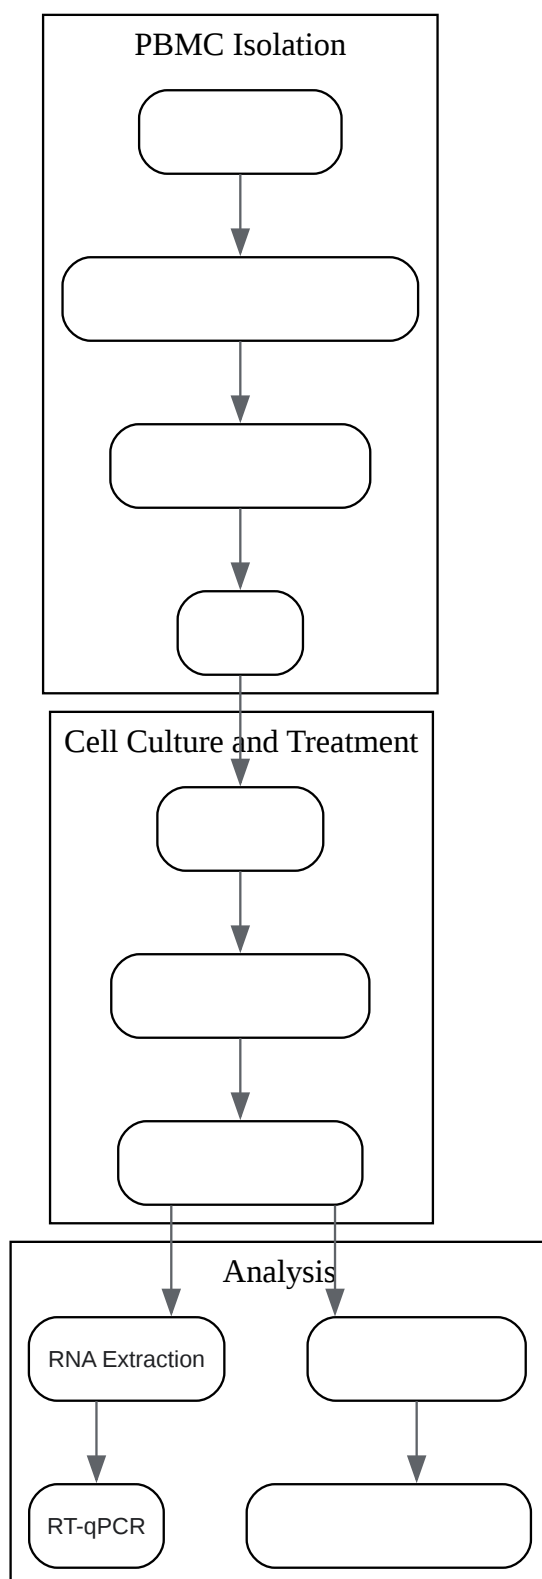 PBMC Isolation
Cell Culture and Treatment
Analysis
RNA Extraction
RT-qPCR